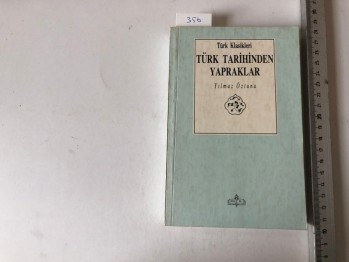 350
Türk Klasikleri
TÜRK TARİHİNDEN
YAPRAKLAR
Yılmaz Öztuna